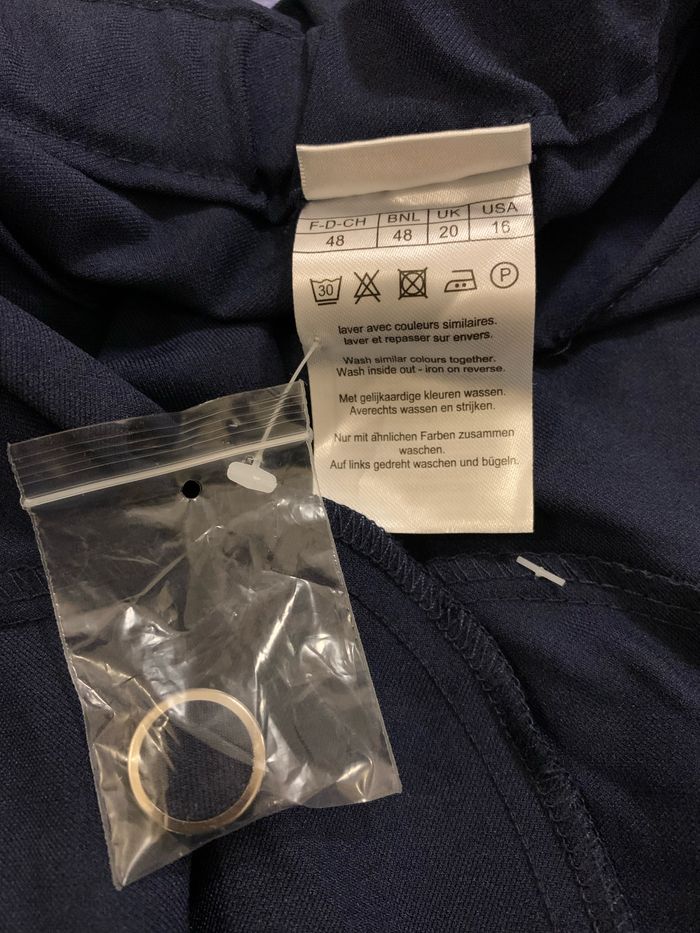 F-D-CH BNL UK USA
48 48 20 16
30 P
laver avec couleurs similaires.
laver et repasser sur envers.
Wash similar colours together.
Wash inside out - iron on reverse.
Met gelijkaardige kleuren wassen.
Averechts wassen en strijken.
Nur mit ähnlichen Farben zusammen
waschen.
Auf links gedreht waschen und bügeln.